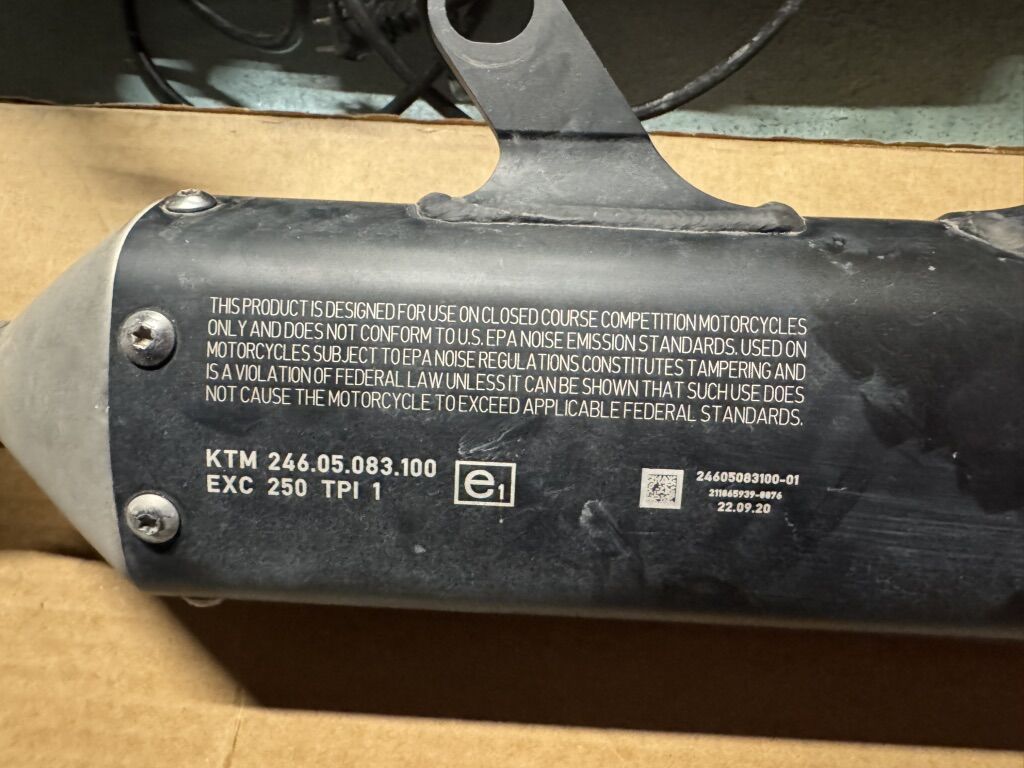 THIS PRODUCT IS DESIGNED FOR USE ON CLOSED COURSE COMPETITION MOTORCYCLES
ONLY AND DOES NOT CONFORM TO U.S. EPA NOISE EMISSION STANDARDS. USED ON
MOTORCYCLES SUBJECT TO EPA NOISE REGULATIONS CONSTITUTES TAMPERING AND
IS A VIOLATION OF FEDERAL LAW UNLESS IT CAN BE SHOWN THAT SUCH USE DOES
NOT CAUSE THE MOTORCYCLE TO EXCEED APPLICABLE FEDERAL STANDARDS.
KTM 246.05.083.100
EXC 250 TPI 1
e1
24605083100-01
211065939-0076
22.09.20